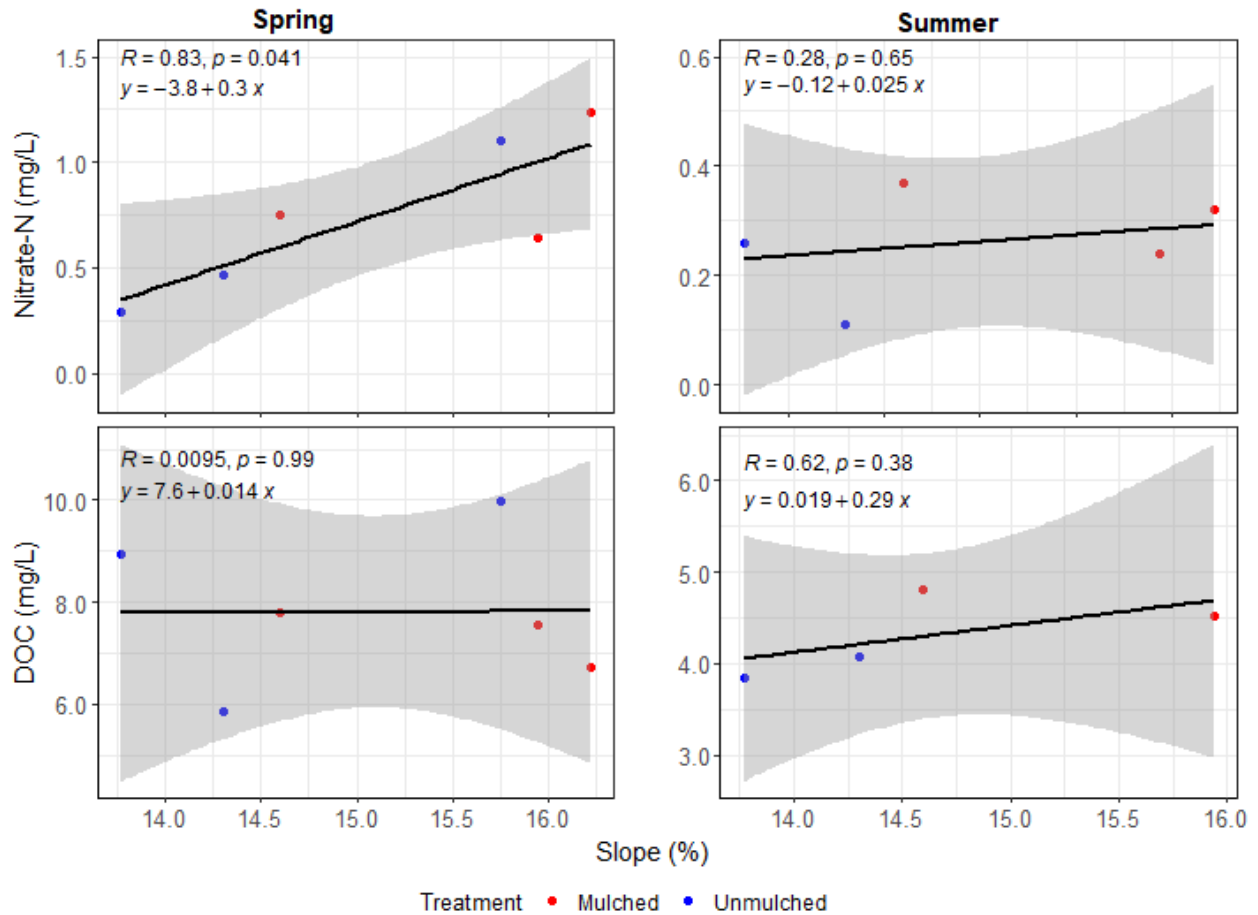 Spring
Summer
R = 0.83, p = 0.041
y = −3.8 + 0.3 x
R = 0.28, p = 0.65
y = −0.12 + 0.025 x
Nitrate-N (mg/L)
1.5
1.0
0.5
0.0
0.6
0.4
0.2
0.0
R = 0.0095, p = 0.99
y = 7.6 + 0.014 x
R = 0.62, p = 0.38
y = 0.019 + 0.29 x
DOC (mg/L)
10.0
8.0
6.0
6.0
5.0
4.0
3.0
14.0 14.5 15.0 15.5 16.0
14.0 14.5 15.0 15.5 16.0
Slope (%)
Treatment Mulched Unmulched